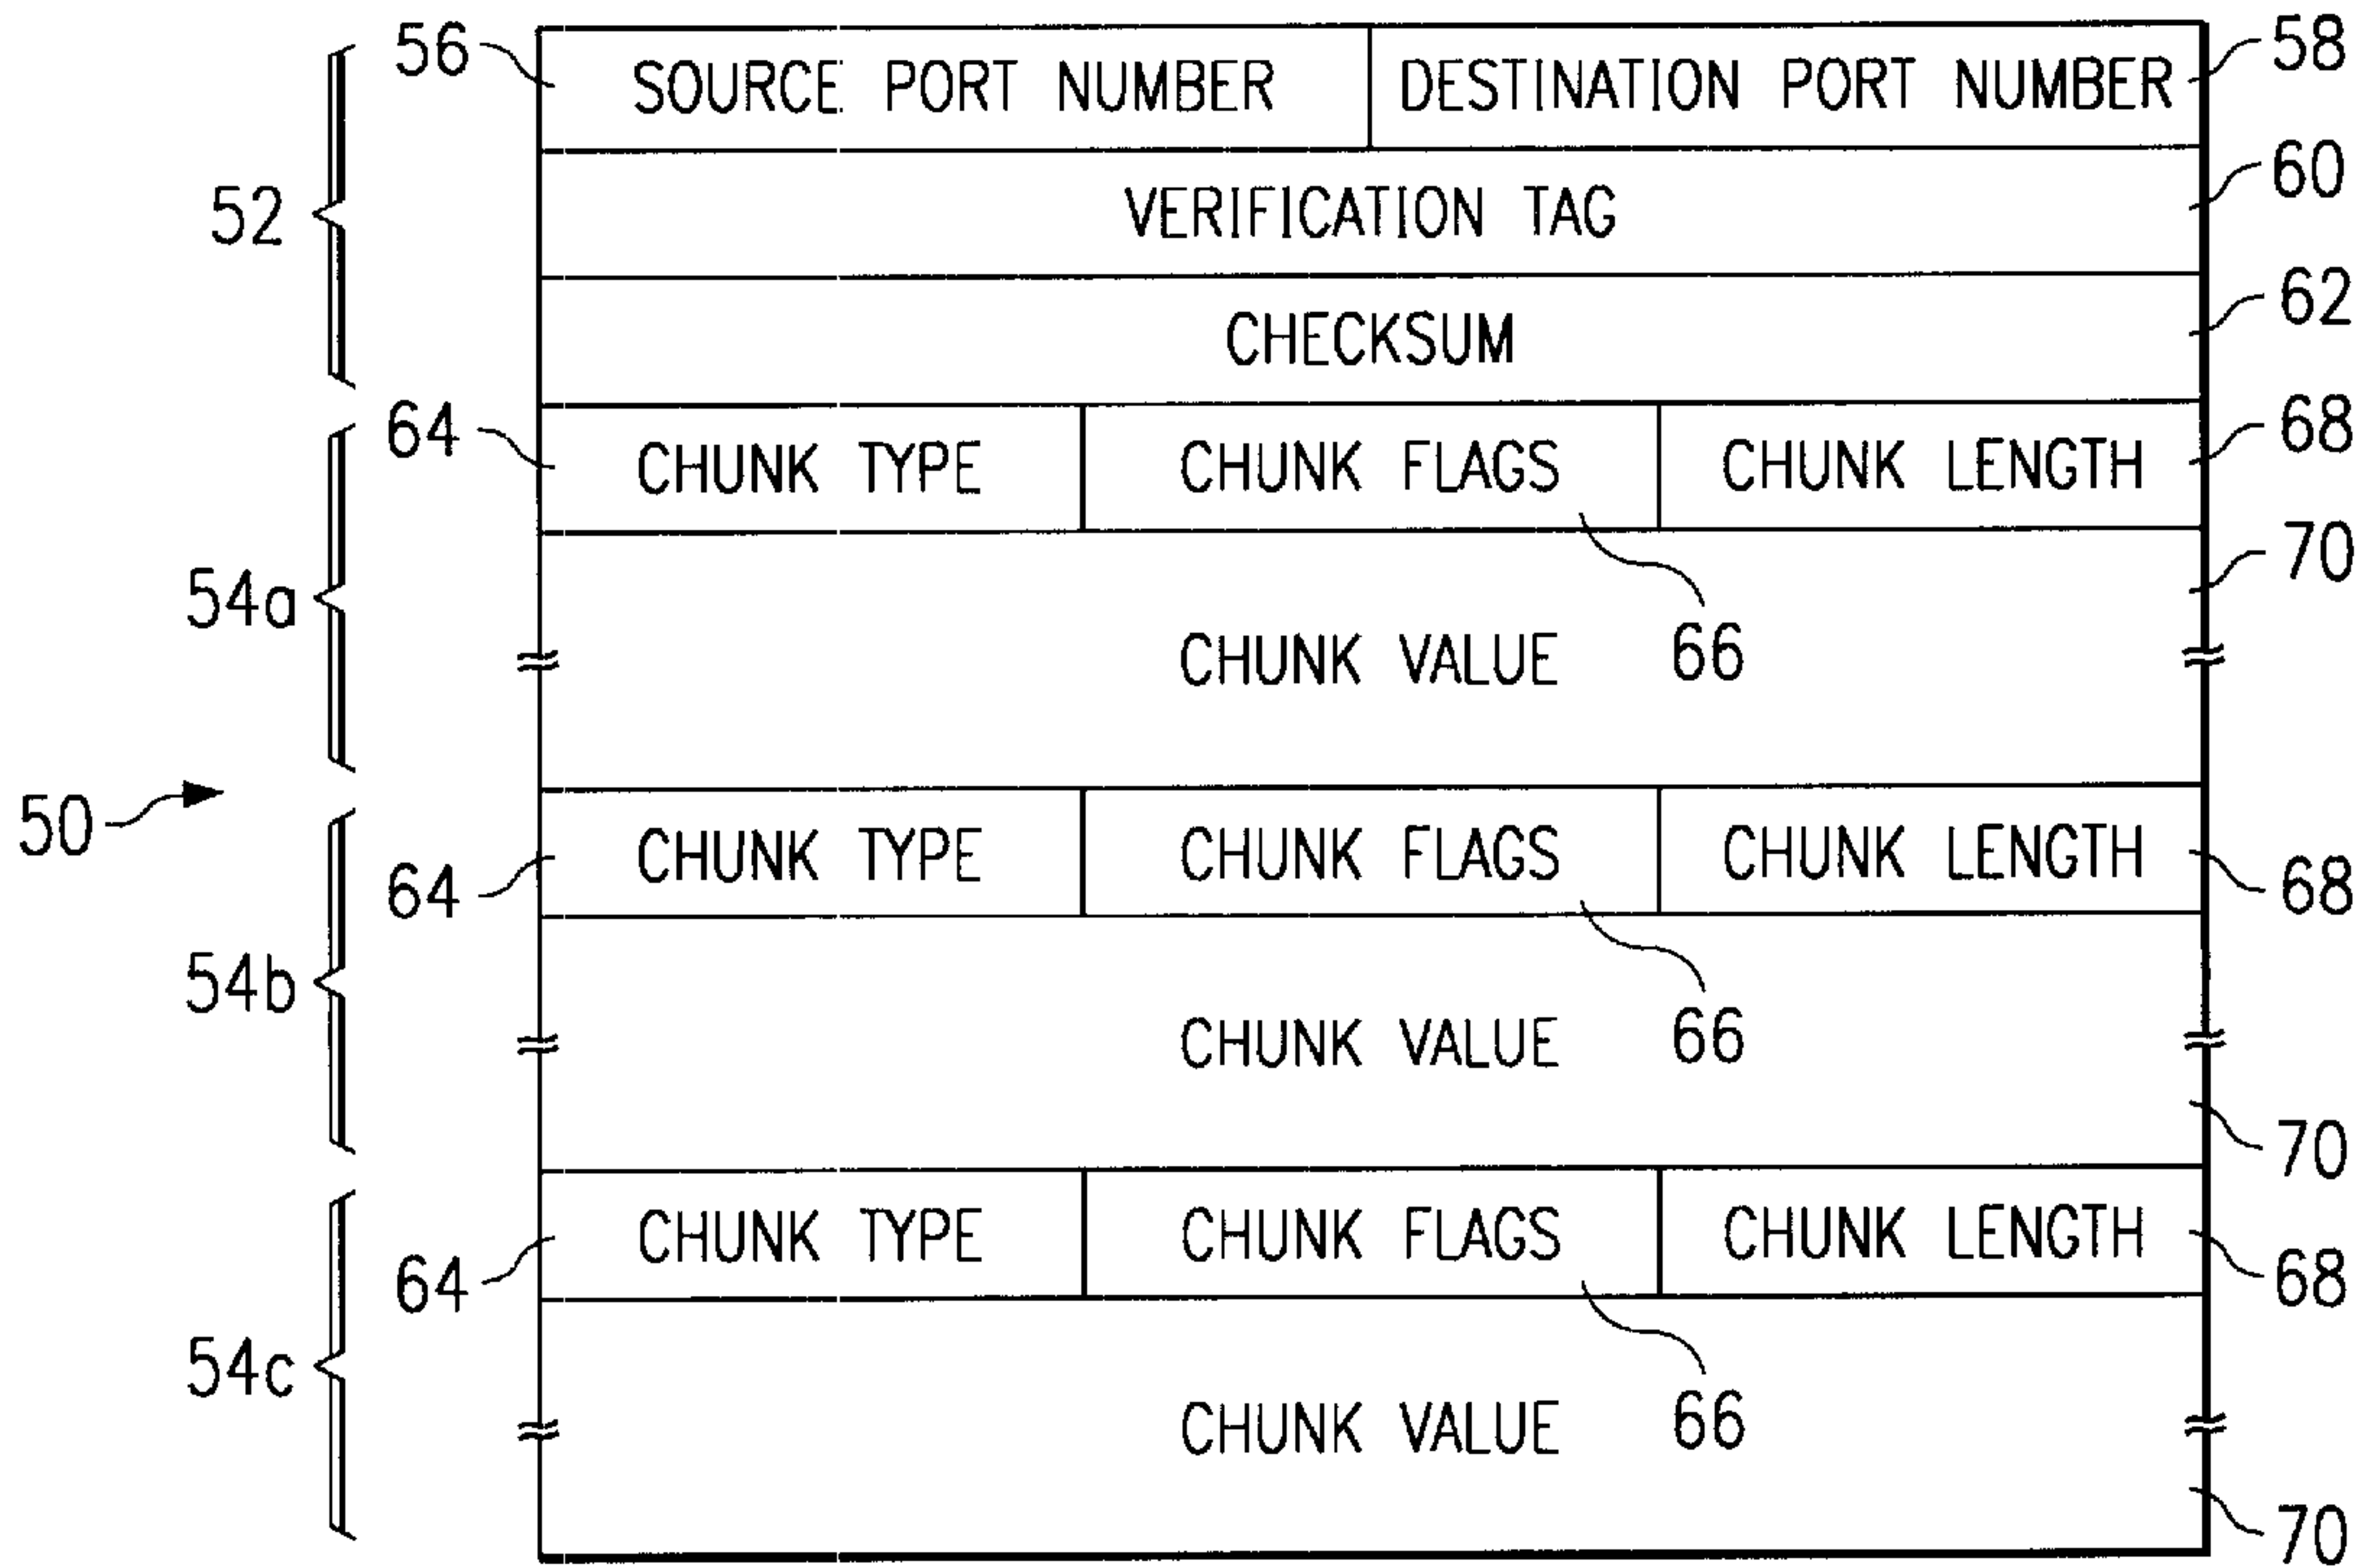 56 SOURCE PORT NUMBER DESTINATION PORT NUMBER 58
52 VERIFICATION TAG 60
CHECKSUM 62
64 CHUNK TYPE CHUNK FLAGS CHUNK LENGTH 68
54a CHUNK VALUE 66 70
50
64 CHUNK TYPE CHUNK FLAGS CHUNK LENGTH 68
54b CHUNK VALUE 66 70
64 CHUNK TYPE CHUNK FLAGS CHUNK LENGTH 68
54c CHUNK VALUE 66 70